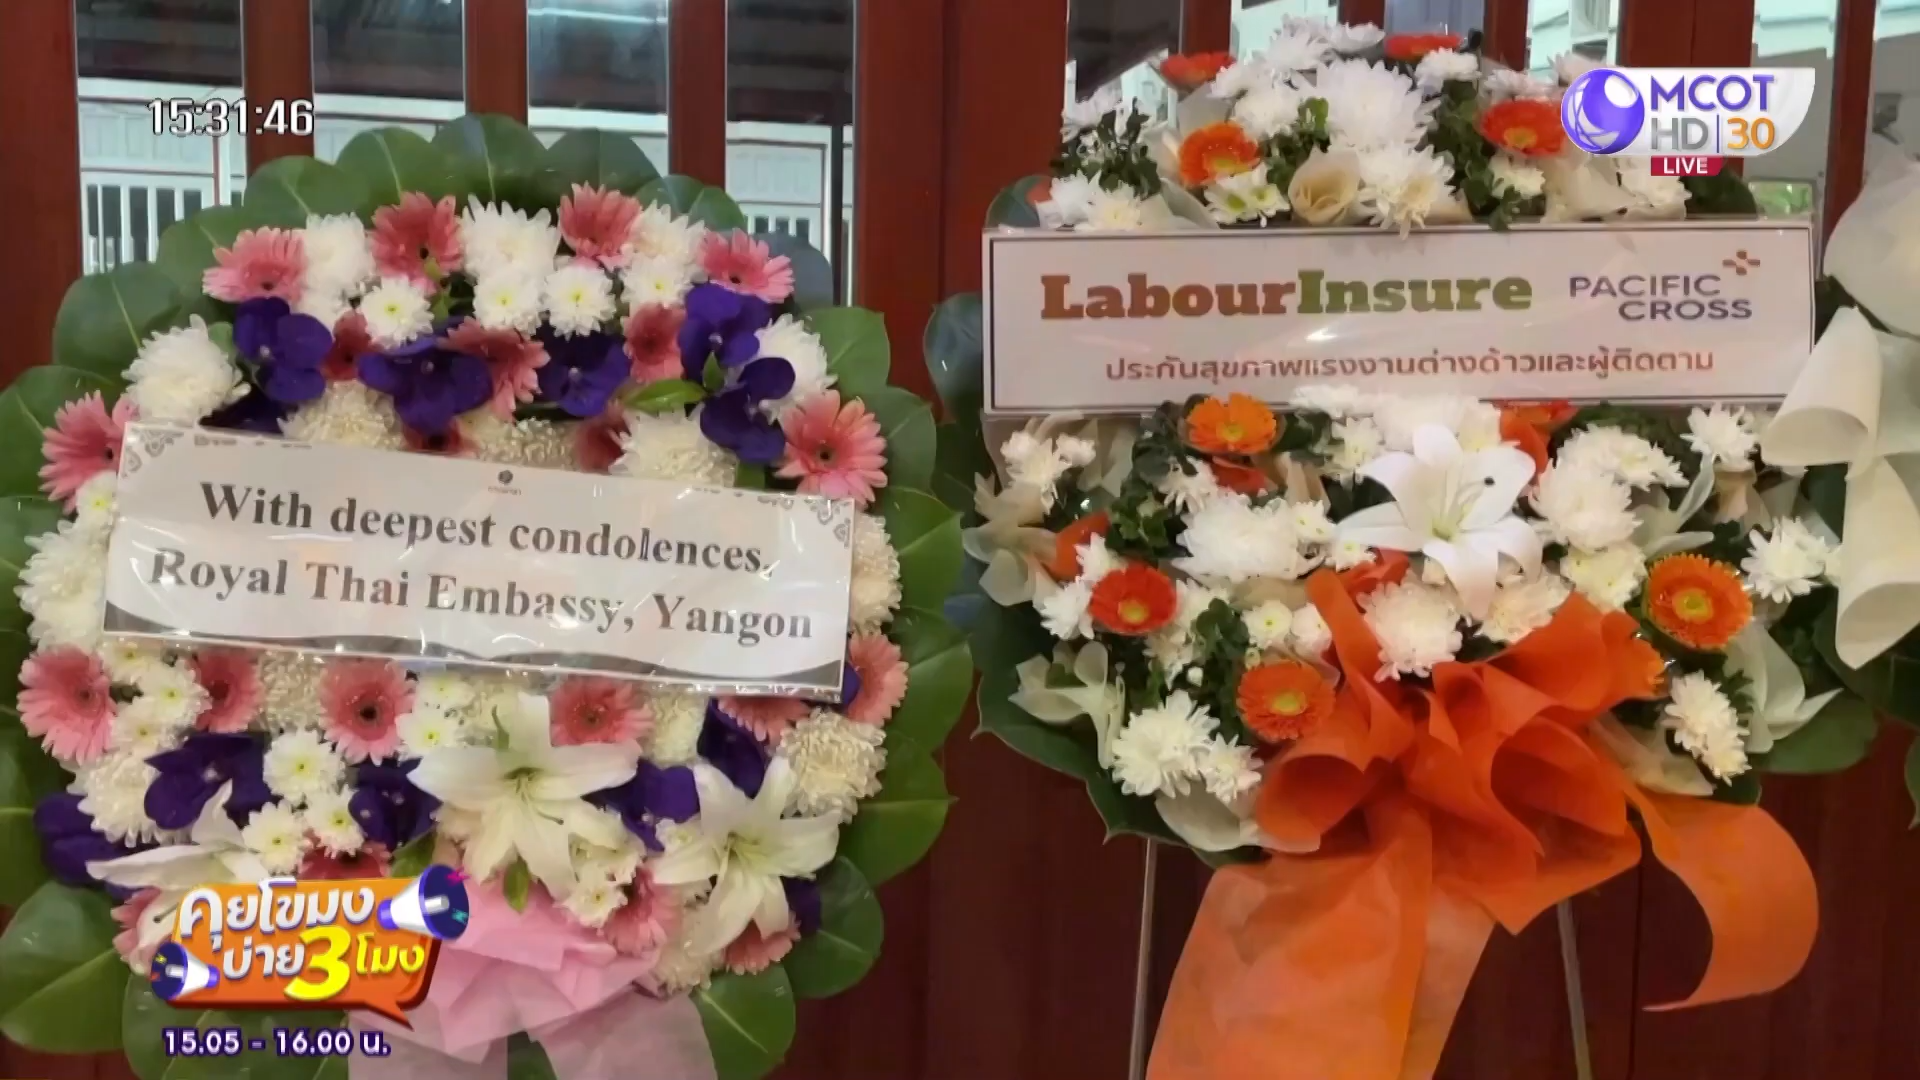 15:31:46
MCOT
HD 30
LIVE
LabourInsure
PACIFIC
CROSS
ประกันสุขภาพแรงงานต่างด้าวและผู้ติดตาม
With deepest condolences,
Royal Thai Embassy, Yangon
คุยโขมง
บ่าย 3 โมง
15.05 - 16.00 น.